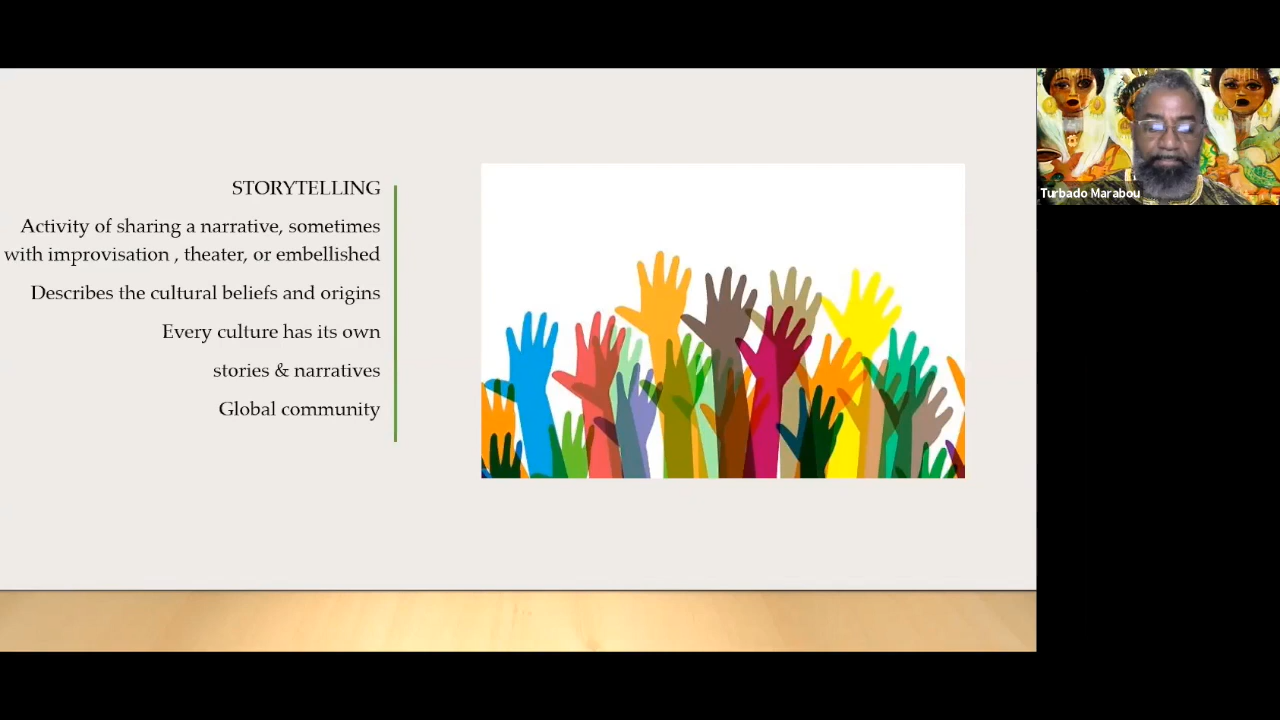 STORYTELLING
Activity of sharing a narrative, sometimes
with improvisation , theater, or embellished
Describes the cultural beliefs and origins
Every culture has its own
stories & narratives
Global community
Turbado Marabou